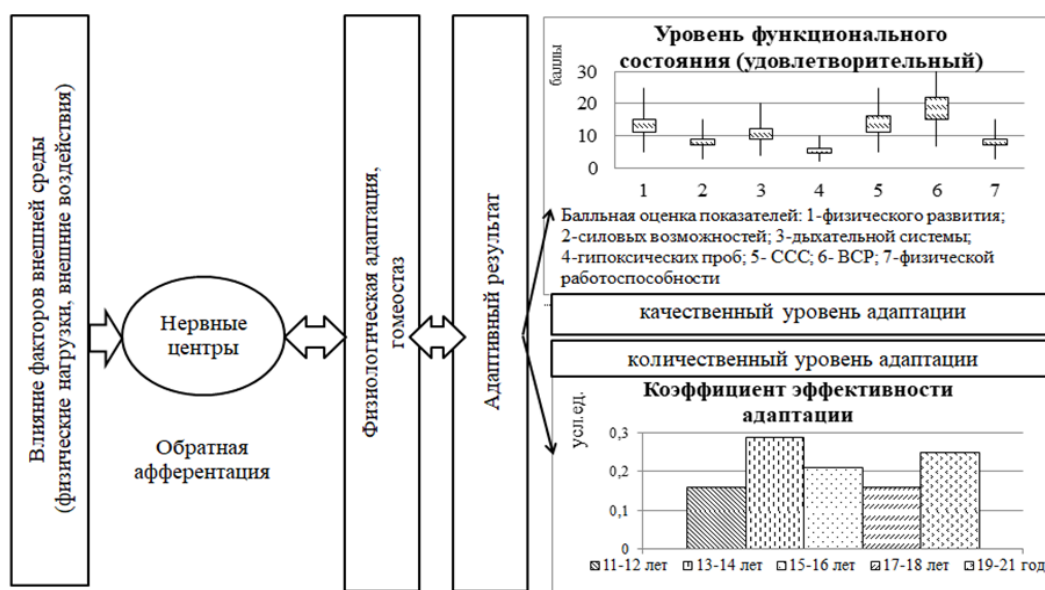 Влияние факторов внешней среды
(физические нагрузки, внешние воздействия)
Нервные
центры
Обратная
афферентация
Физиологическая адаптация,
гомеостаз
Адаптивный результат
Уровень функционального
состояния (удовлетворительный)
баллы
30
20
10
0
1 2 3 4 5 6 7
Балльная оценка показателей: 1-физического развития;
2-силовых возможностей; 3-дыхательной системы;
4-гипоксических проб; 5- ССС; 6- ВСР; 7-физической
работоспособности
качественный уровень адаптации
количественный уровень адаптации
Коэффициент эффективности
адаптации
усл.ед.
0,3
0,2
0,1
0
11-12 лет 13-14 лет 15-16 лет 17-18 лет 19-21 год